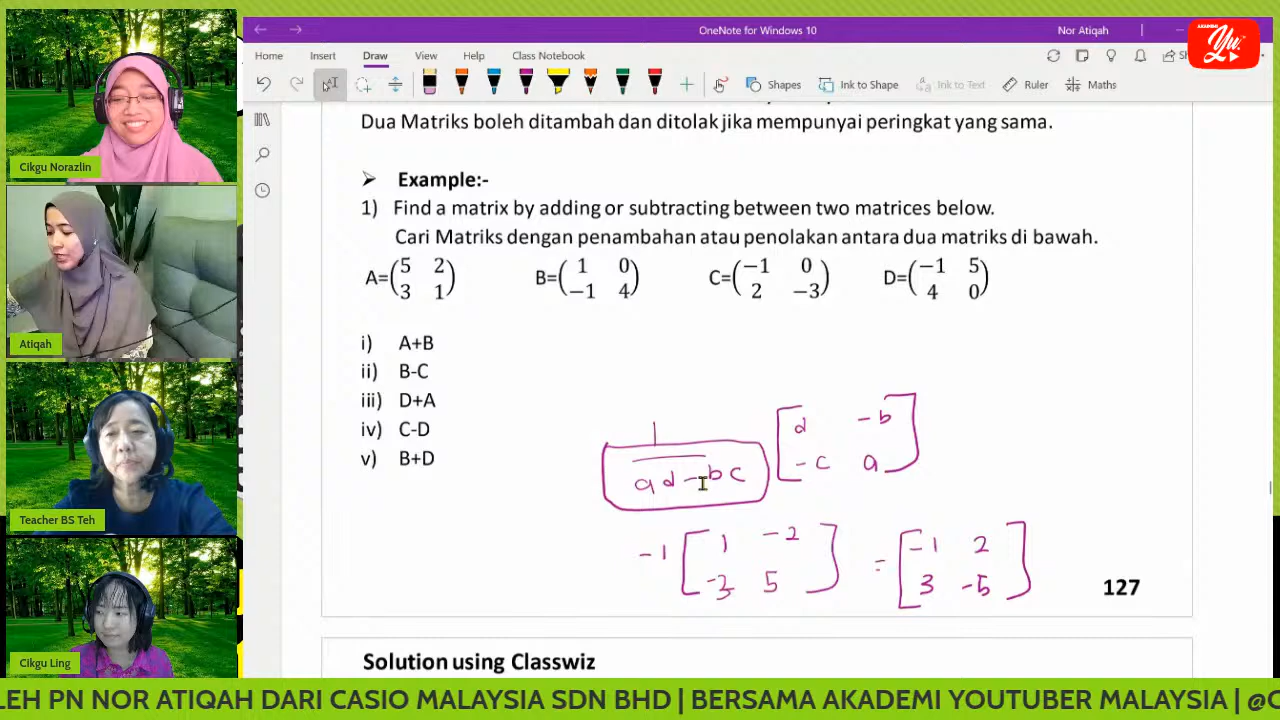 OneNote for Windows 10
Nor Atiqah
AKADEMI
YU
Home Insert Draw View Help Class Notebook
Shapes Ink to Shape Ink to Text Ruler Maths
Dua Matriks boleh ditambah dan ditolak jika mempunyai peringkat yang sama.
➤ Example:-
1) Find a matrix by adding or subtracting between two matrices below.
Cari Matriks dengan penambahan atau penolakan antara dua matriks di bawah.
A=(5 2 B=(1 0 C=(−1 0 D=(−1 5
3 1) −1 4) 2 −3) 4 0)
i) A+B
ii) B-C
iii) D+A
iv) C-D
v) B+D
1 [d -b
ad-bc -c a]
-1 [1 -2 = [-1 2
-3 5] 3 -5]
127
Solution using Classwiz
Cikgu Norazlin
Atiqah
Teacher BS Teh
Cikgu Ling
LEH PN NOR ATIQAH DARI CASIO MALAYSIA SDN BHD | BERSAMA AKADEMI YOUTUBER MALAYSIA | @C